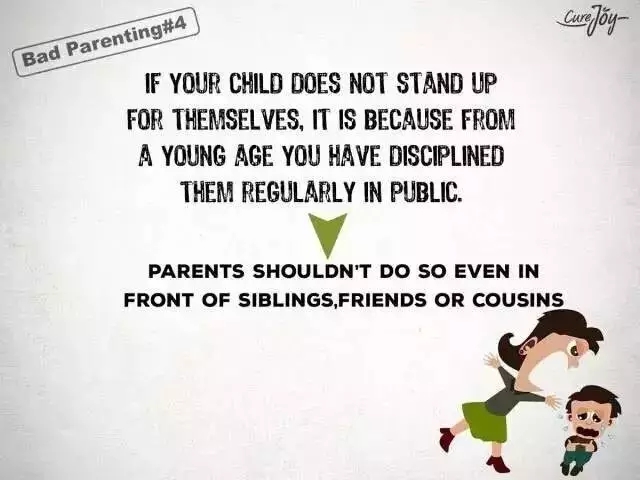 Bad Parenting#4
CureJoy
IF YOUR CHILD DOES NOT STAND UP
FOR THEMSELVES, IT IS BECAUSE FROM
A YOUNG AGE YOU HAVE DISCIPLINED
THEM REGULARLY IN PUBLIC.
PARENTS SHOULDN'T DO SO EVEN IN
FRONT OF SIBLINGS,FRIENDS OR COUSINS